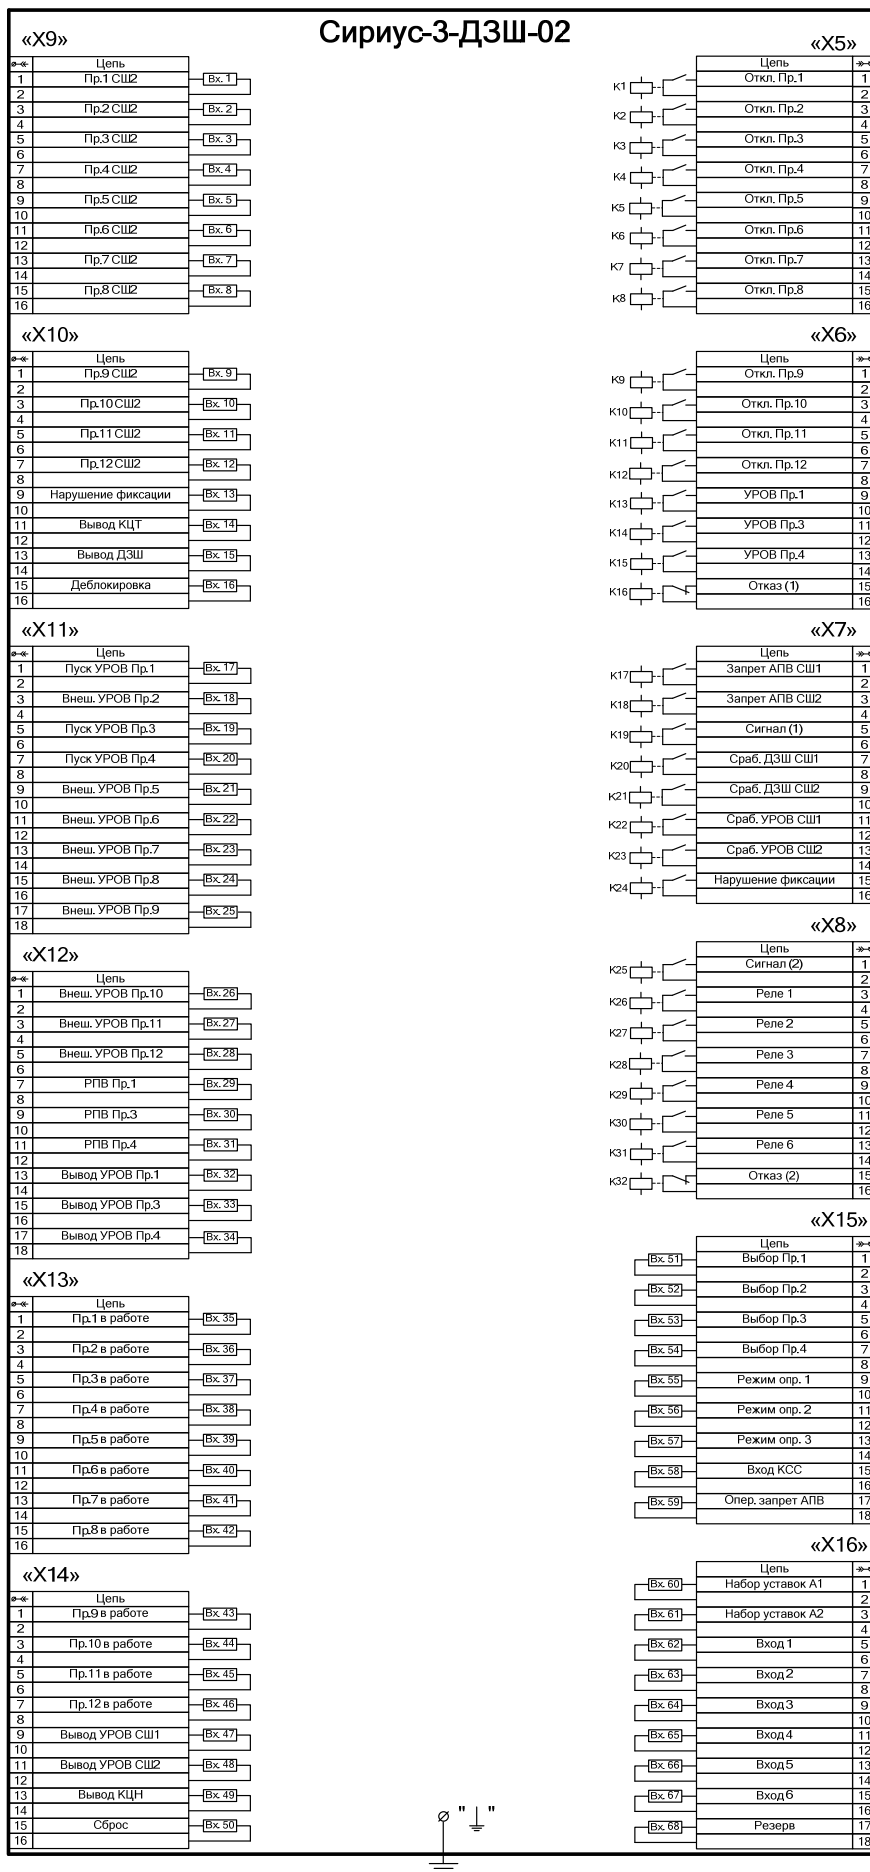 Сириус-3-ДЗШ-02
«X9»
Цепь
1 Пр.1 СШ2 Вх. 1
2
3 Пр.2 СШ2 Вх. 2
4
5 Пр.3 СШ2 Вх. 3
6
7 Пр.4 СШ2 Вх. 4
8
9 Пр.5 СШ2 Вх. 5
10
11 Пр.6 СШ2 Вх. 6
12
13 Пр.7 СШ2 Вх. 7
14
15 Пр.8 СШ2 Вх. 8
16
«X10»
Цепь
1 Пр.9 СШ2 Вх. 9
2
3 Пр.10 СШ2 Вх. 10
4
5 Пр.11 СШ2 Вх. 11
6
7 Пр.12 СШ2 Вх. 12
8
9 Нарушение фиксации Вх. 13
10
11 Вывод КЦТ Вх. 14
12
13 Вывод ДЗШ Вх. 15
14
15 Деблокировка Вх. 16
16
«X11»
Цепь
1 Пуск УРОВ Пр.1 Вх. 17
2
3 Внеш. УРОВ Пр.2 Вх. 18
4
5 Пуск УРОВ Пр.3 Вх. 19
6
7 Пуск УРОВ Пр.4 Вх. 20
8
9 Внеш. УРОВ Пр.5 Вх. 21
10
11 Внеш. УРОВ Пр.6 Вх. 22
12
13 Внеш. УРОВ Пр.7 Вх. 23
14
15 Внеш. УРОВ Пр.8 Вх. 24
16
17 Внеш. УРОВ Пр.9 Вх. 25
18
«X12»
Цепь
1 Внеш. УРОВ Пр.10 Вх. 26
2
3 Внеш. УРОВ Пр.11 Вх. 27
4
5 Внеш. УРОВ Пр.12 Вх. 28
6
7 РПВ Пр.1 Вх. 29
8
9 РПВ Пр.3 Вх. 30
10
11 РПВ Пр.4 Вх. 31
12
13 Вывод УРОВ Пр.1 Вх. 32
14
15 Вывод УРОВ Пр.3 Вх. 33
16
17 Вывод УРОВ Пр.4 Вх. 34
18
«X13»
Цепь
1 Пр.1 в работе Вх. 35
2
3 Пр.2 в работе Вх. 36
4
5 Пр.3 в работе Вх. 37
6
7 Пр.4 в работе Вх. 38
8
9 Пр.5 в работе Вх. 39
10
11 Пр.6 в работе Вх. 40
12
13 Пр.7 в работе Вх. 41
14
15 Пр.8 в работе Вх. 42
16
«X14»
Цепь
1 Пр.9 в работе Вх. 43
2
3 Пр.10 в работе Вх. 44
4
5 Пр.11 в работе Вх. 45
6
7 Пр.12 в работе Вх. 46
8
9 Вывод УРОВ СШ1 Вх. 47
10
11 Вывод УРОВ СШ2 Вх. 48
12
13 Вывод КЦН Вх. 49
14
15 Сброс Вх. 50
16
«X5»
Цепь
K1 Откл. Пр.1 1
2
K2 Откл. Пр.2 3
4
K3 Откл. Пр.3 5
6
K4 Откл. Пр.4 7
8
K5 Откл. Пр.5 9
10
K6 Откл. Пр.6 11
12
K7 Откл. Пр.7 13
14
K8 Откл. Пр.8 15
16
«X6»
Цепь
K9 Откл. Пр.9 1
2
K10 Откл. Пр.10 3
4
K11 Откл. Пр.11 5
6
K12 Откл. Пр.12 7
8
K13 УРОВ Пр.1 9
10
K14 УРОВ Пр.3 11
12
K15 УРОВ Пр.4 13
14
K16 Отказ (1) 15
16
«X7»
Цепь
K17 Запрет АПВ СШ1 1
2
K18 Запрет АПВ СШ2 3
4
K19 Сигнал (1) 5
6
K20 Сраб. ДЗШ СШ1 7
8
K21 Сраб. ДЗШ СШ2 9
10
K22 Сраб. УРОВ СШ1 11
12
K23 Сраб. УРОВ СШ2 13
14
K24 Нарушение фиксации 15
16
«X8»
Цепь
K25 Сигнал (2) 1
2
K26 Реле 1 3
4
K27 Реле 2 5
6
K28 Реле 3 7
8
K29 Реле 4 9
10
K30 Реле 5 11
12
K31 Реле 6 13
14
K32 Отказ (2) 15
16
«X15»
Цепь
Вх. 51 Выбор Пр.1 1
2
Вх. 52 Выбор Пр.2 3
4
Вх. 53 Выбор Пр.3 5
6
Вх. 54 Выбор Пр.4 7
8
Вх. 55 Режим опр. 1 9
10
Вх. 56 Режим опр. 2 11
12
Вх. 57 Режим опр. 3 13
14
Вх. 58 Вход КСС 15
16
Вх. 59 Опер. запрет АПВ 17
18
«X16»
Цепь
Вх. 60 Набор уставок А1 1
2
Вх. 61 Набор уставок А2 3
4
Вх. 62 Вход 1 5
6
Вх. 63 Вход 2 7
8
Вх. 64 Вход 3 9
10
Вх. 65 Вход 4 11
12
Вх. 66 Вход 5 13
14
Вх. 67 Вход 6 15
16
Вх. 68 Резерв 17
18
" "